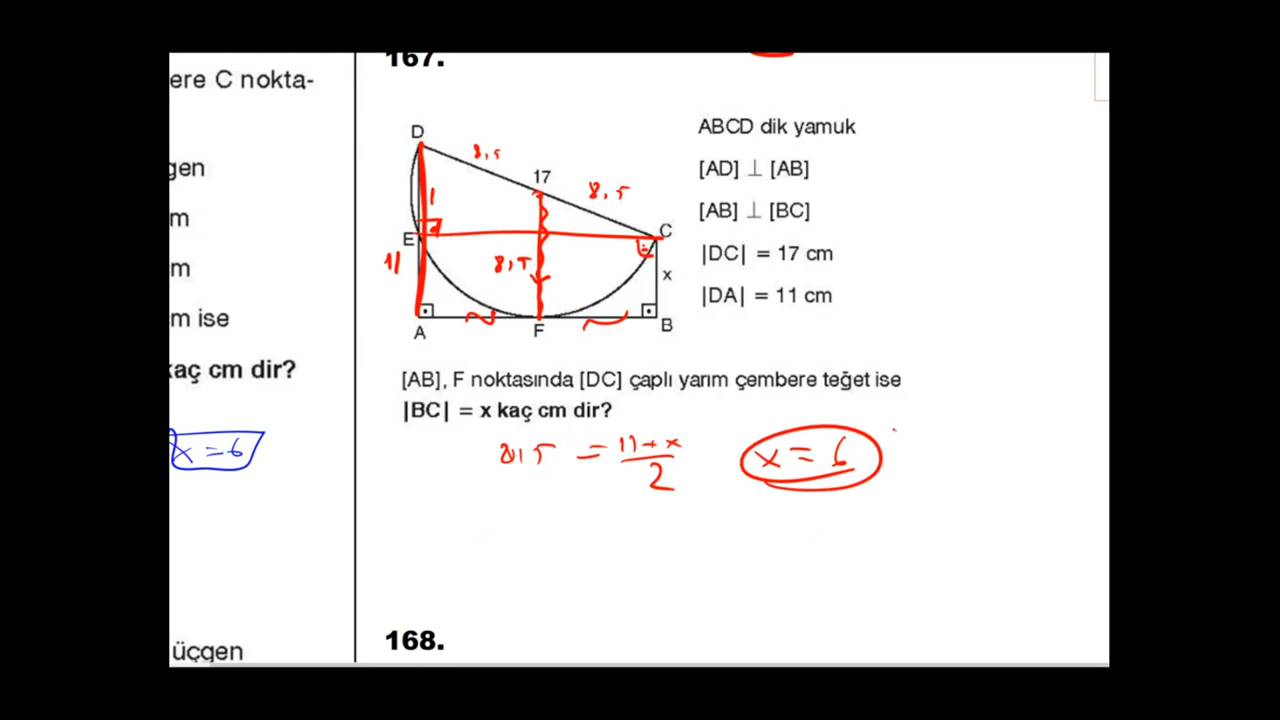 ere C nokta-
gen
m
m
m ise
kaç cm dir?
x = 6
üçgen
167.
D
8,5
17
8,5
C
E
11
8,5
x
A
F
B
ABCD dik yamuk
[AD] ⊥ [AB]
[AB] ⊥ [BC]
|DC| = 17 cm
|DA| = 11 cm
[AB], F noktasında [DC] çaplı yarım çembere teğet ise
|BC| = x kaç cm dir?
8,5 = 11+x / 2
x = 6
168.